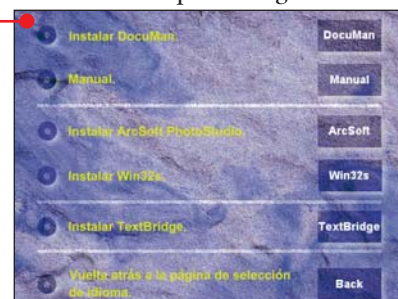 Instalar DocuMan. DocuMan
Manual. Manual
Instalar ArcSoft PhotoStudio. ArcSoft
Instalar Win32s. Win32s
Instalar TextBridge. TextBridge
Vuelta atrás a la página de selección
de idioma. Back